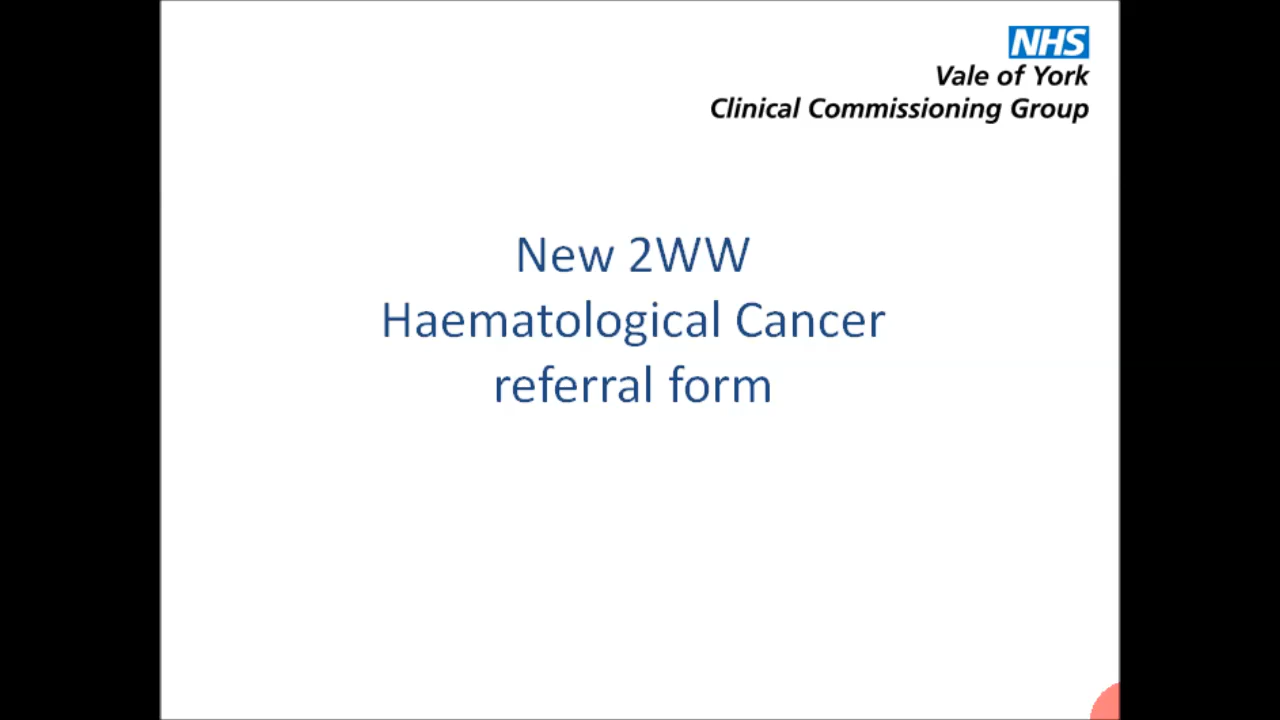 NHS
Vale of York
Clinical Commissioning Group
New 2WW
Haematological Cancer
referral form